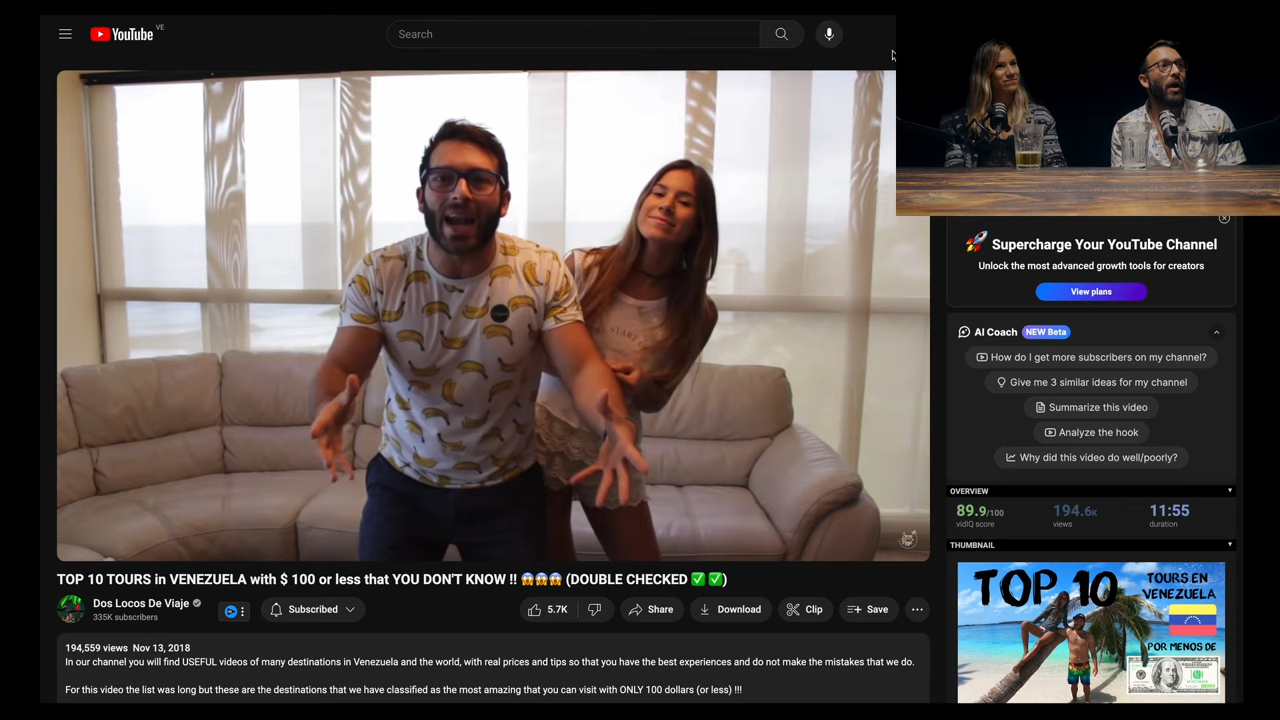 YouTube VE
Search
Supercharge Your YouTube Channel
Unlock the most advanced growth tools for creators
View plans
AI Coach NEW Beta
How do I get more subscribers on my channel?
Give me 3 similar ideas for my channel
Summarize this video
Analyze the hook
Why did this video do well/poorly?
OVERVIEW
89.9/100 194.6K 11:55
vidIQ score views duration
THUMBNAIL
TOP 10
TOURS EN
VENEZUELA
POR MENOS DE
TOP 10 TOURS in VENEZUELA with $ 100 or less that YOU DON'T KNOW !! 😱😱😱 (DOUBLE CHECKED ✅ ✅)
Dos Locos De Viaje
335K subscribers
Subscribed
5.7K
Share
Download
Clip
Save
194,559 views Nov 13, 2018
In our channel you will find USEFUL videos of many destinations in Venezuela and the world, with real prices and tips so that you have the best experiences and do not make the mistakes that we do.
For this video the list was long but these are the destinations that we have classified as the most amazing that you can visit with ONLY 100 dollars (or less) !!!